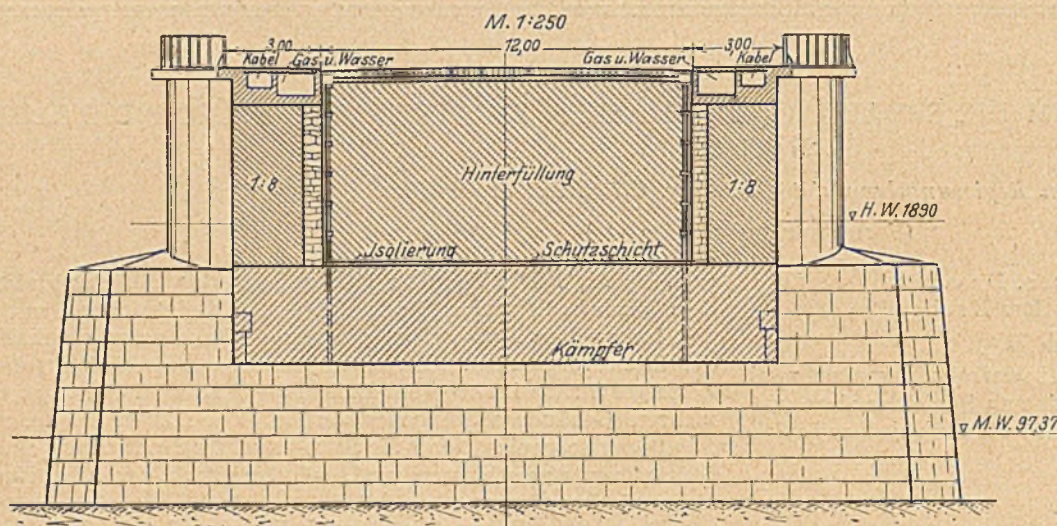 M. 1:250
3,00 12,00 3,00
Kabel Gas u. Wasser Gas u. Wasser Kabel
Hinterfüllung
1:8 1:8
H.W. 1890
Isolierung Schutzschicht
Kämpfer
M.W. 97,37